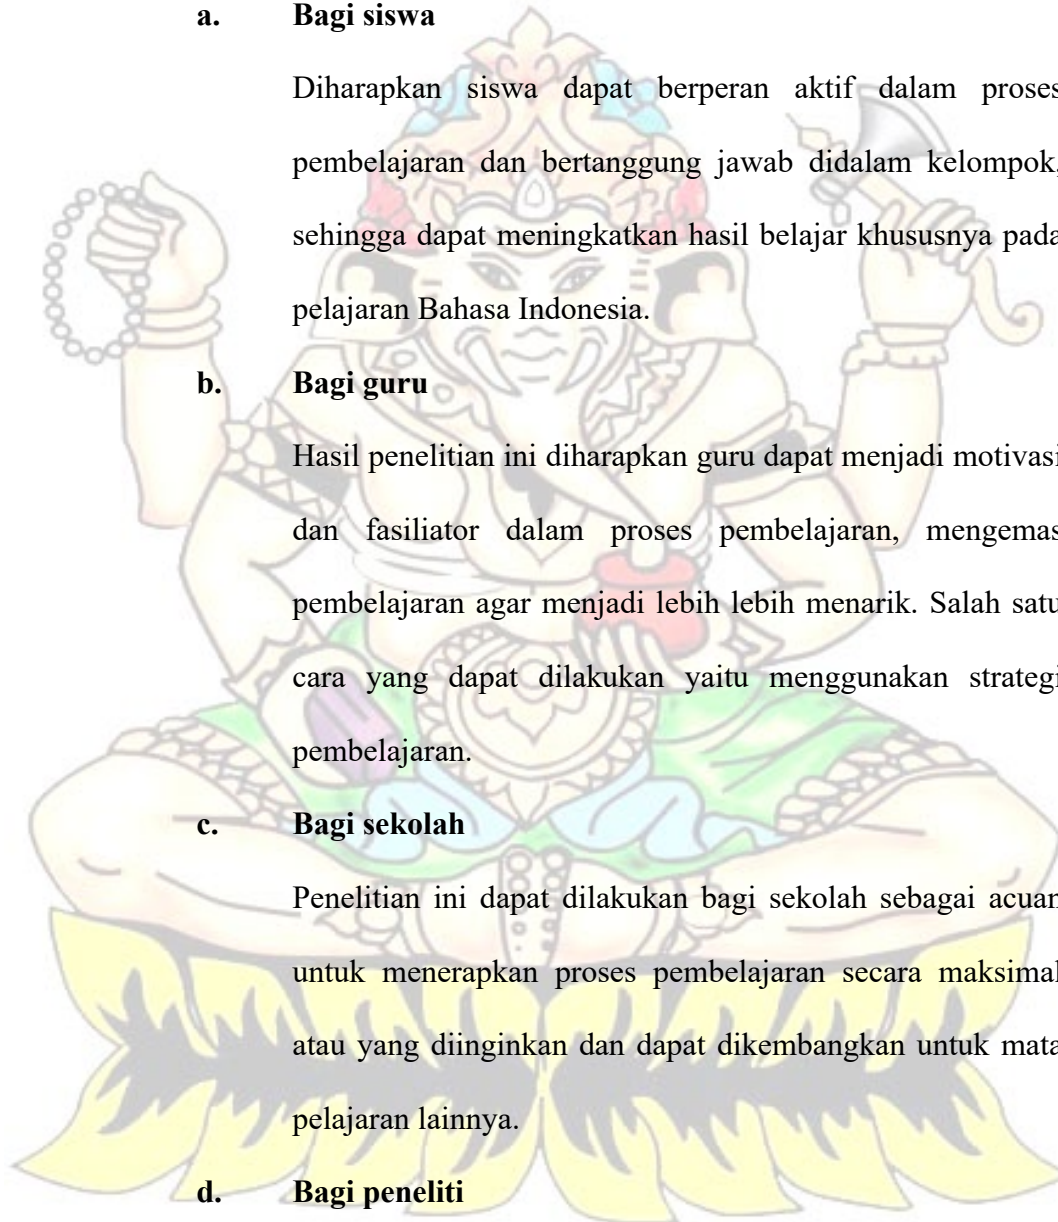 a. Bagi siswa
Diharapkan siswa dapat berperan aktif dalam proses
pembelajaran dan bertanggung jawab didalam kelompok,
sehingga dapat meningkatkan hasil belajar khususnya pada
pelajaran Bahasa Indonesia.
b. Bagi guru
Hasil penelitian ini diharapkan guru dapat menjadi motivasi
dan fasiliator dalam proses pembelajaran, mengemas
pembelajaran agar menjadi lebih lebih menarik. Salah satu
cara yang dapat dilakukan yaitu menggunakan strategi
pembelajaran.
c. Bagi sekolah
Penelitian ini dapat dilakukan bagi sekolah sebagai acuan
untuk menerapkan proses pembelajaran secara maksimal
atau yang diinginkan dan dapat dikembangkan untuk mata
pelajaran lainnya.
d. Bagi peneliti